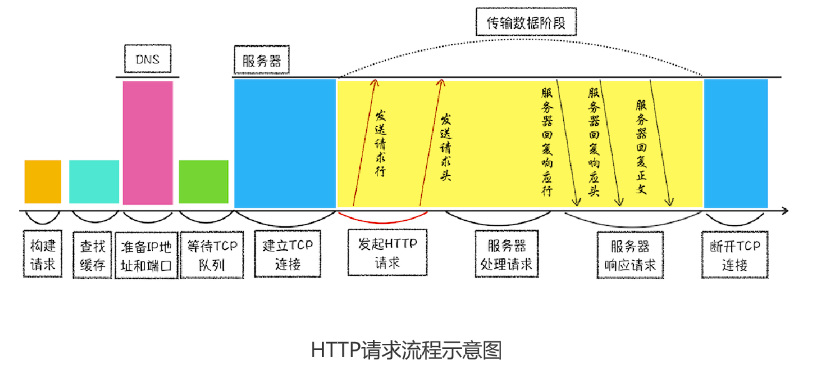 传输数据阶段
DNS
服务器
发送请求行
发送请求头
服务器回复响应行
服务器回复响应头
服务器回复正文
构建
请求
查找
缓存
准备IP地
址和端口
等待TCP
队列
建立TCP
连接
发起HTTP
请求
服务器
处理请求
服务器
响应请求
断开TCP
连接
HTTP请求流程示意图